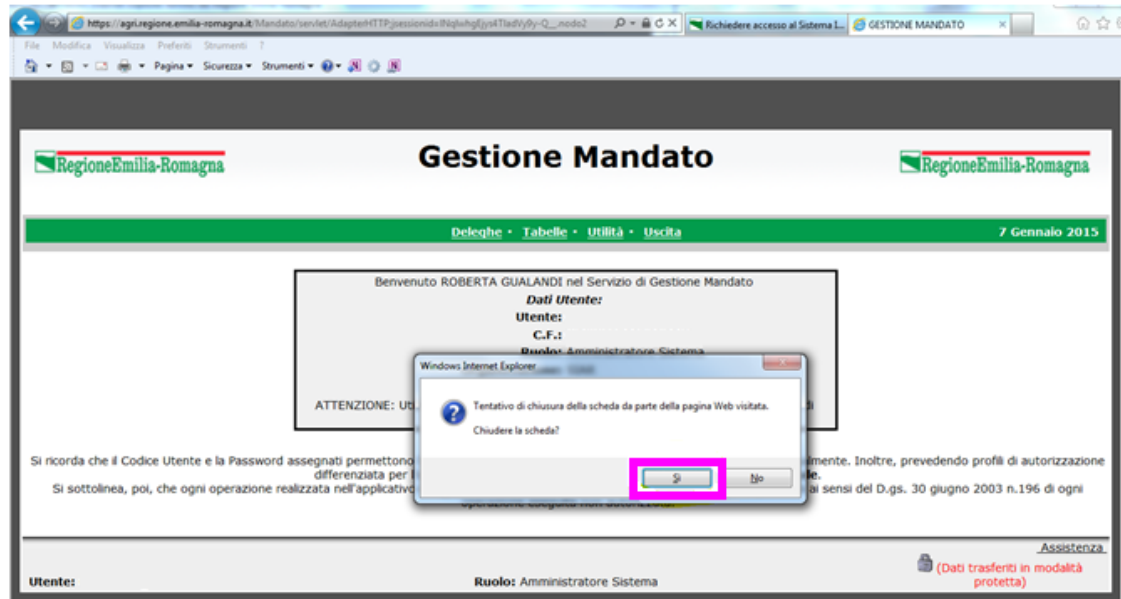 https://agri.regione.emilia-romagna.it/Mandato/servlet/AdapterHTTP;
Richiedere accesso al Sistema I...
GESTIONE MANDATO
File Modifica Visualizza Preferiti Strumenti ?
Pagina Sicurezza Strumenti
RegioneEmilia-Romagna
Gestione Mandato
RegioneEmilia-Romagna
Deleghe • Tabelle • Utilità • Uscita
7 Gennaio 2015
Benvenuto ROBERTA GUALANDI nel Servizio di Gestione Mandato
Dati Utente:
Utente:
C.F.:
Ruolo: Amministratore Sistema
Windows Internet Explorer
ATTENZIONE:
Tentativo di chiusura della scheda da parte della pagina Web visitata.
Chiudere la scheda?
Sì
No
Si ricorda che il Codice Utente e la Password assegnati permettono
Inoltre, prevedendo profili di autorizzazione
differenziata per
Si sottolinea, poi, che ogni operazione realizzata nell'applicativo
ai sensi del D.gs. 30 giugno 2003 n.196 di ogni
operazione eseguita non autorizzata.
Assistenza
(Dati trasferiti in modalità
protetta)
Utente:
Ruolo: Amministratore Sistema